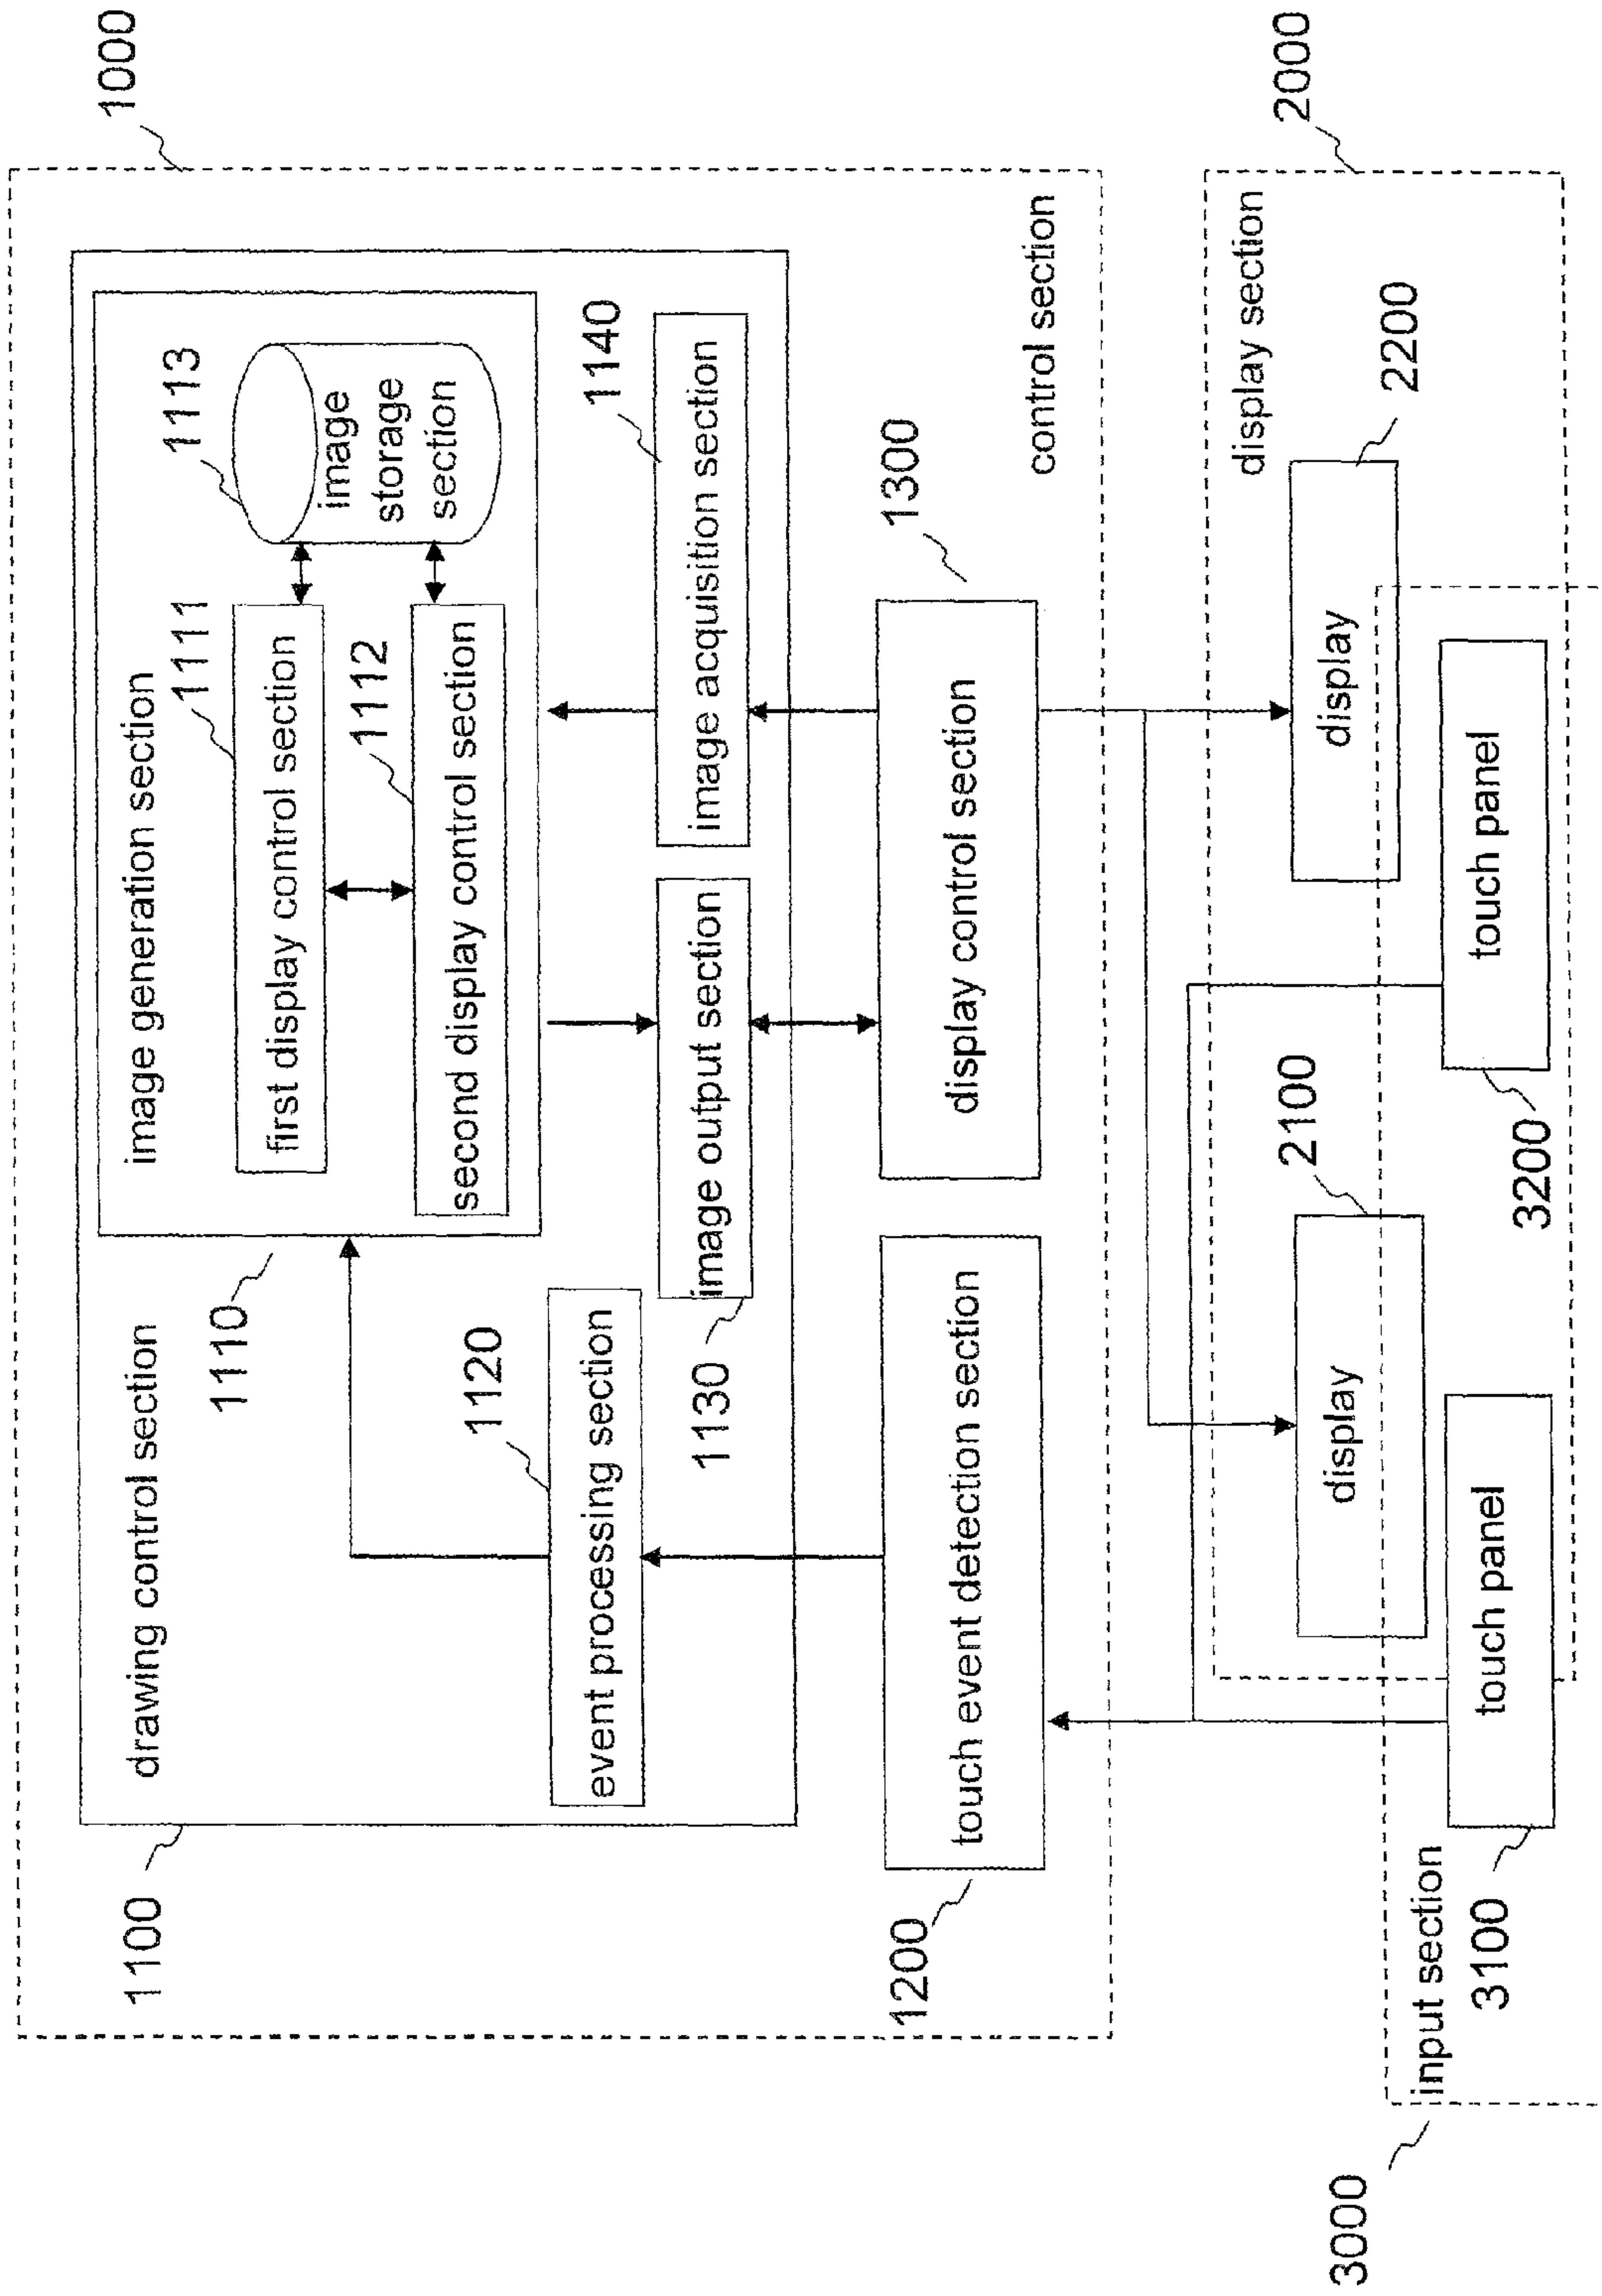 1000
1100
drawing control section
1110
image generation section
1111
first display control section
1112
second display control section
1113
image
storage
section
1120
event processing section
1130
image output section
1140
image acquisition section
1200
touch event detection section
1300
display control section
control section
2000
display section
2100
display
2200
display
3000
input section
3100
touch panel
3200
touch panel